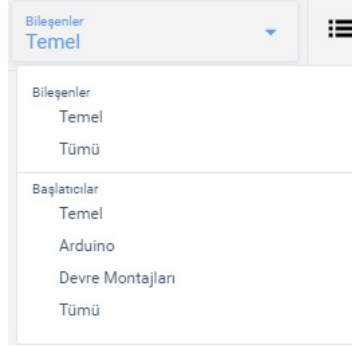 Bileşenler
Temel
Bileşenler
Temel
Tümü
Başlatıcılar
Temel
Arduino
Devre Montajları
Tümü